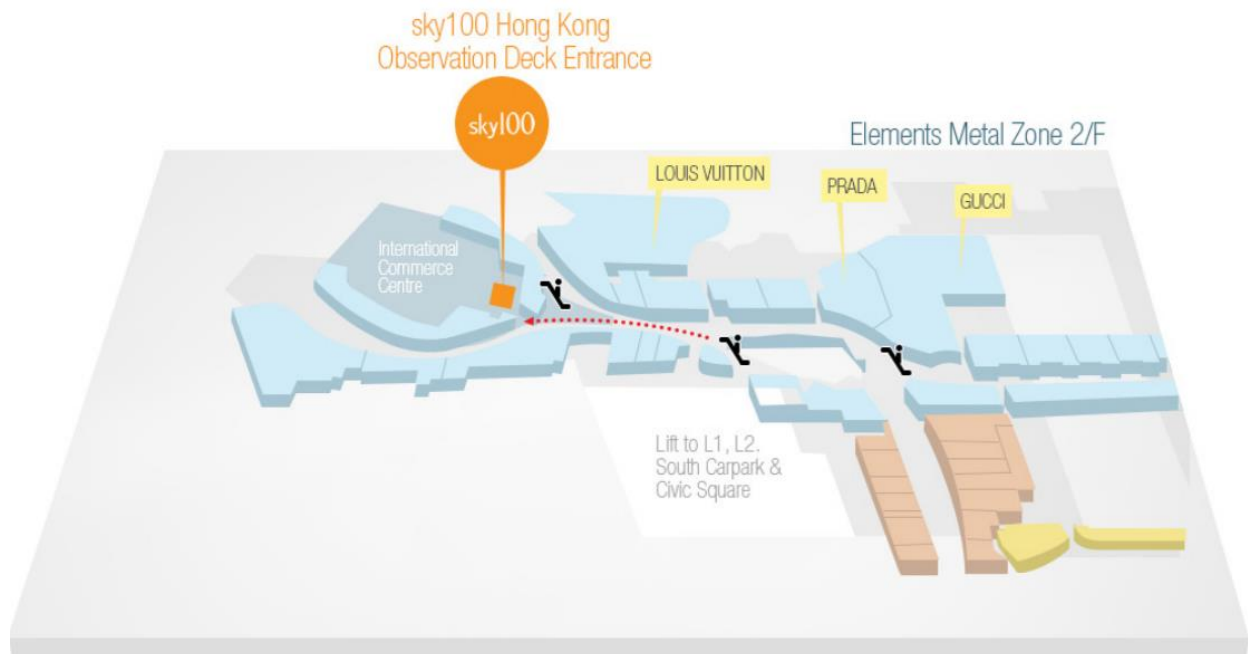 sky100 Hong Kong
Observation Deck Entrance
sky100
Elements Metal Zone 2/F
LOUIS VUITTON
PRADA
GUCCI
International
Commerce
Centre
Lift to L1, L2.
South Carpark &
Civic Square